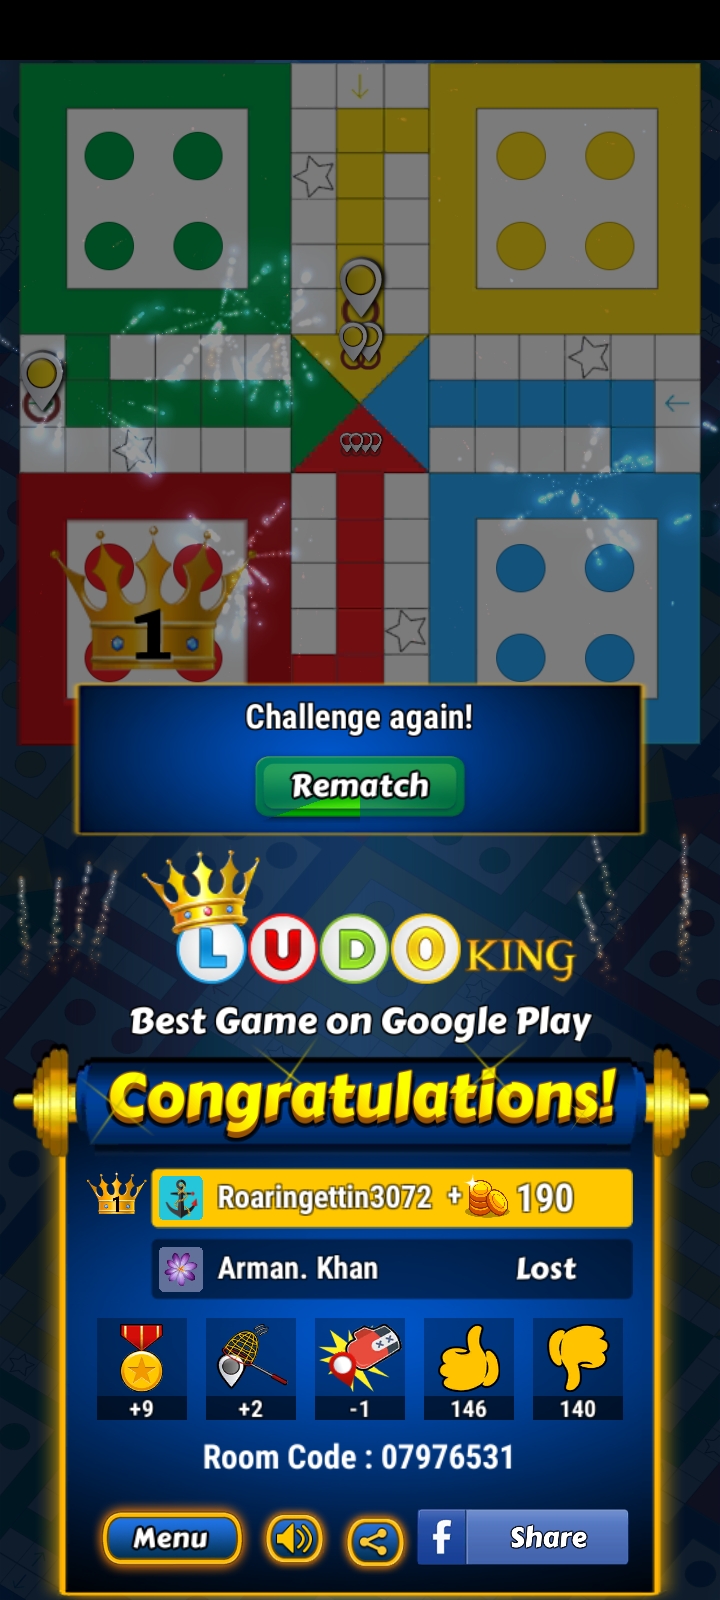 1
Challenge again!
Rematch
LUDO KING
Best Game on Google Play
Congratulations!
1 Roaringettin3072 + 190
Arman. Khan Lost
+9 +2 -1 146 140
Room Code : 07976531
Menu f Share